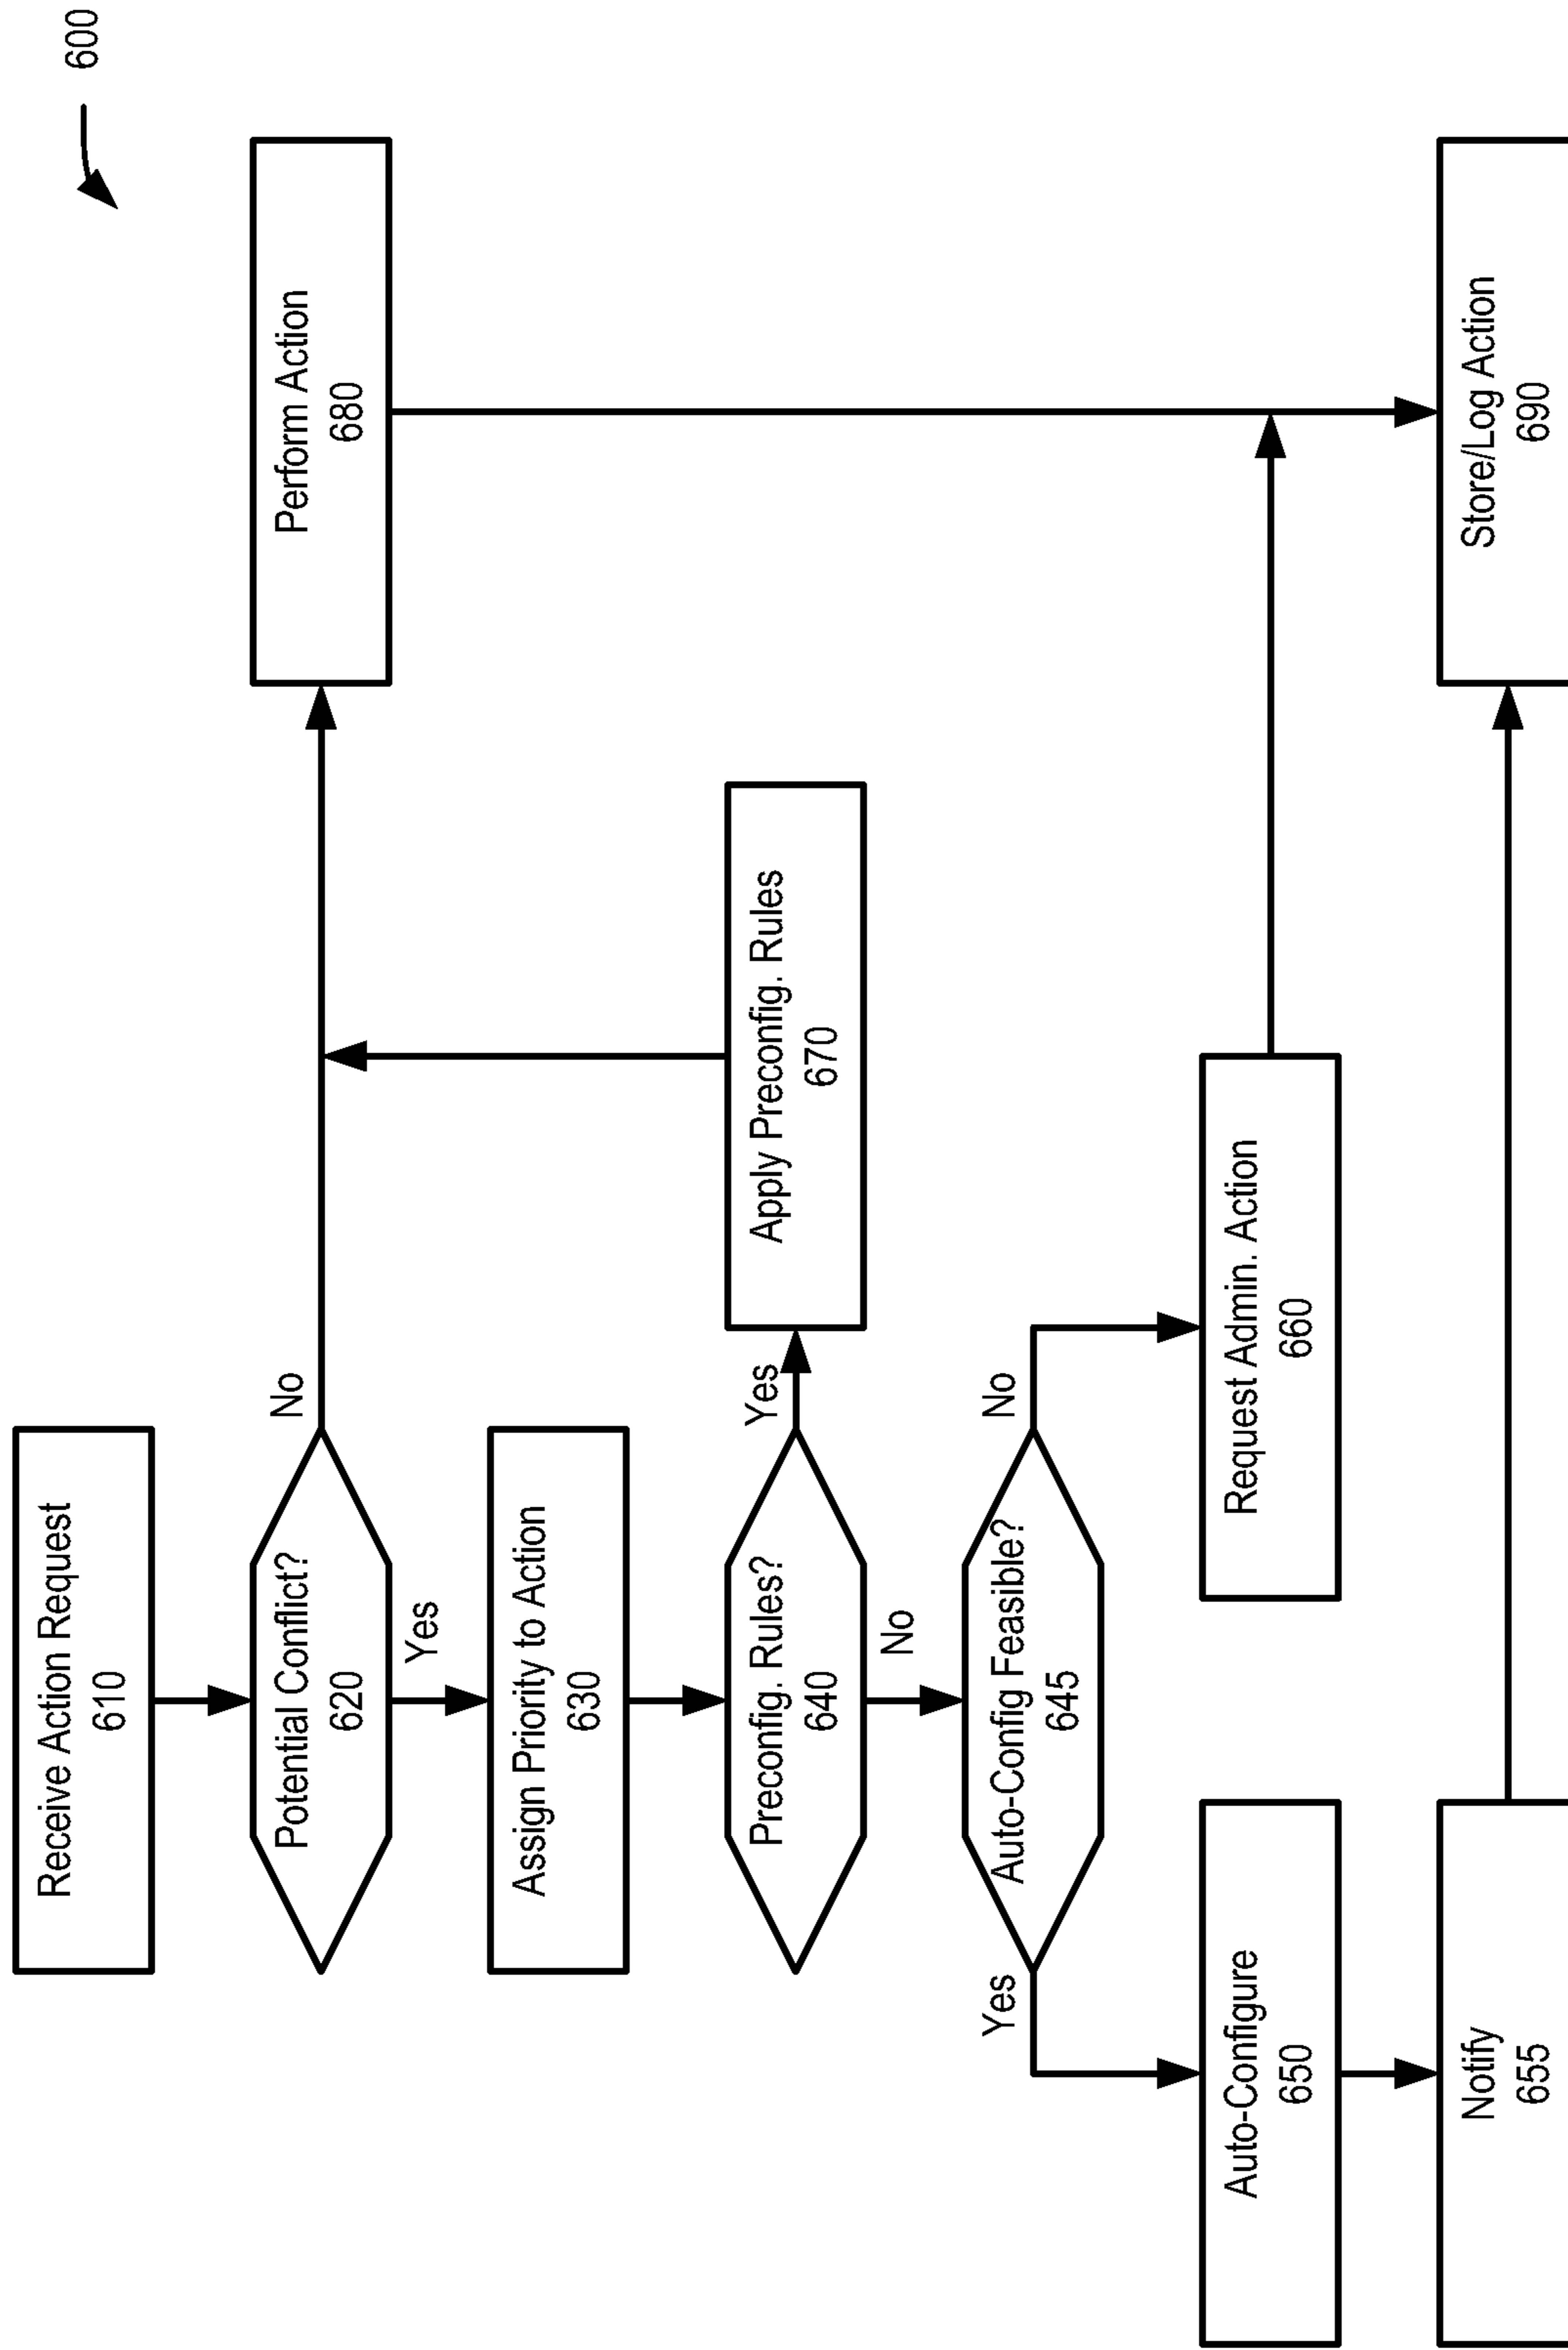 600
Receive Action Request
610
Potential Conflict?
620
No
Yes
Perform Action
680
Assign Priority to Action
630
Preconfig. Rules?
640
Yes
No
Apply Preconfig. Rules
670
Auto-Config Feasible?
645
Yes
No
Auto-Configure
650
Request Admin. Action
660
Notify
655
Store/Log Action
690